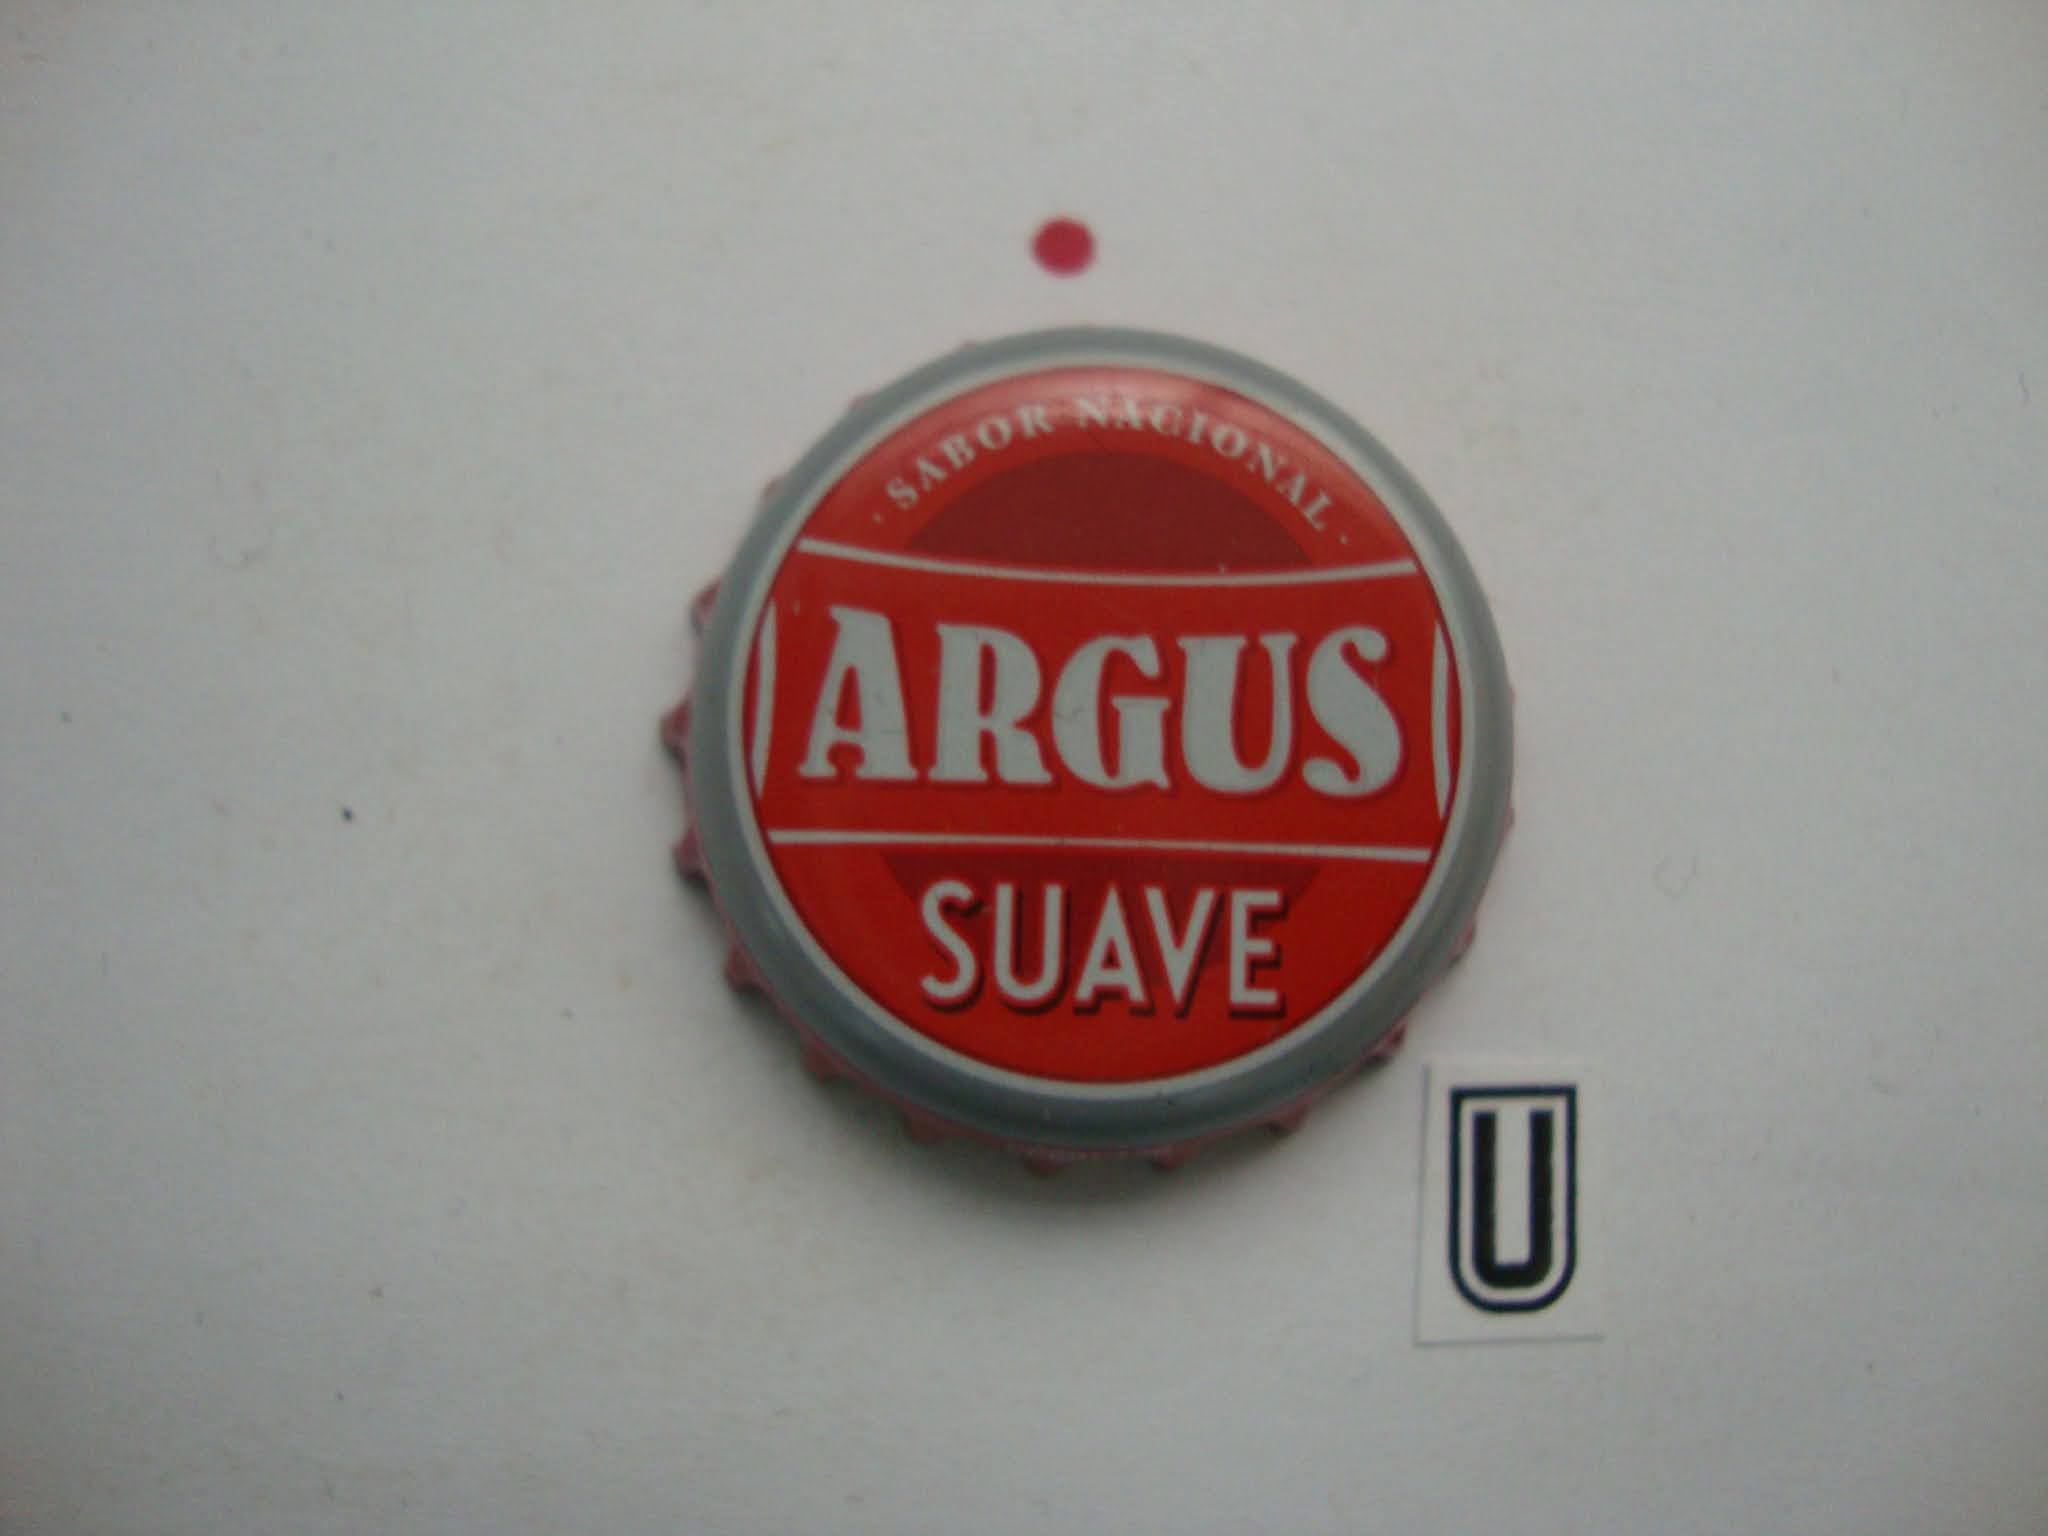 · SABOR NACIONAL ·
ARGUS
SUAVE
U